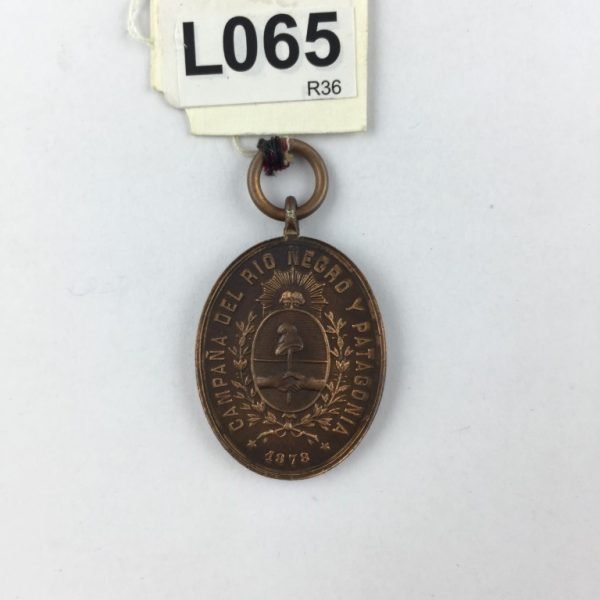 L065
R36
CAMPAÑA DEL RIO NEGRO Y PATAGONIA
1878